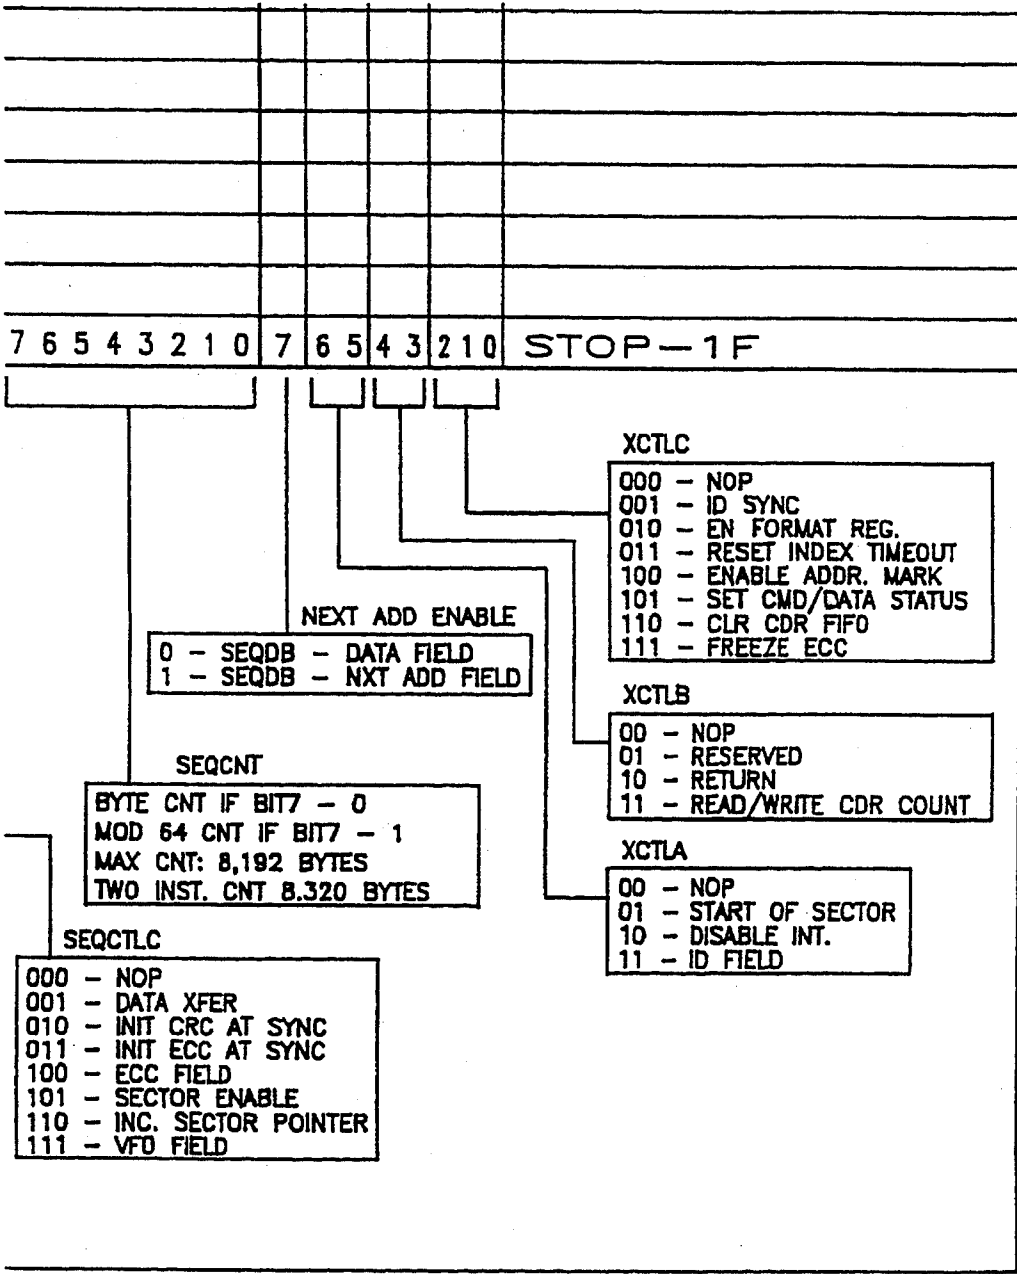 7 6 5 4 3 2 1 0 7 6 5 4 3 2 1 0 STOP-1F
XCTLC
000 - NOP
001 - ID SYNC
010 - EN FORMAT REG.
011 - RESET INDEX TIMEOUT
100 - ENABLE ADDR. MARK
101 - SET CMD/DATA STATUS
110 - CLR CDR FIFO
111 - FREEZE ECC
NEXT ADD ENABLE
0 - SEQDB - DATA FIELD
1 - SEQDB - NXT ADD FIELD
XCTLB
00 - NOP
01 - RESERVED
10 - RETURN
11 - READ/WRITE CDR COUNT
SEQCNT
BYTE CNT IF BIT7 - 0
MOD 64 CNT IF BIT7 - 1
MAX CNT: 8,192 BYTES
TWO INST. CNT 8.320 BYTES
XCTLA
00 - NOP
01 - START OF SECTOR
10 - DISABLE INT.
11 - ID FIELD
SEQCTLC
000 - NOP
001 - DATA XFER
010 - INIT CRC AT SYNC
011 - INIT ECC AT SYNC
100 - ECC FIELD
101 - SECTOR ENABLE
110 - INC. SECTOR POINTER
111 - VFO FIELD